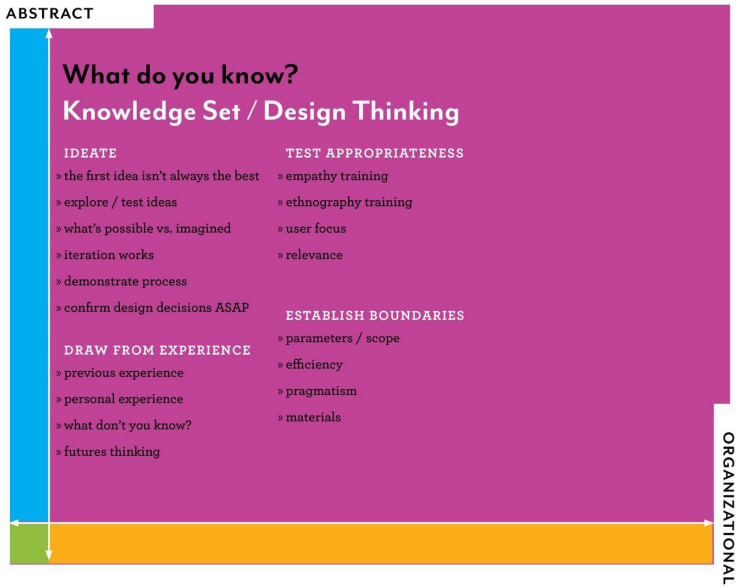 ABSTRACT
What do you know?
Knowledge Set / Design Thinking
IDEATE
» the first idea isn't always the best
» explore / test ideas
» what's possible vs. imagined
» iteration works
» demonstrate process
» confirm design decisions ASAP
DRAW FROM EXPERIENCE
» previous experience
» personal experience
» what don't you know?
» futures thinking
TEST APPROPRIATENESS
» empathy training
» ethnography training
» user focus
» relevance
ESTABLISH BOUNDARIES
» parameters / scope
» efficiency
» pragmatism
» materials
ORGANIZATIONAL